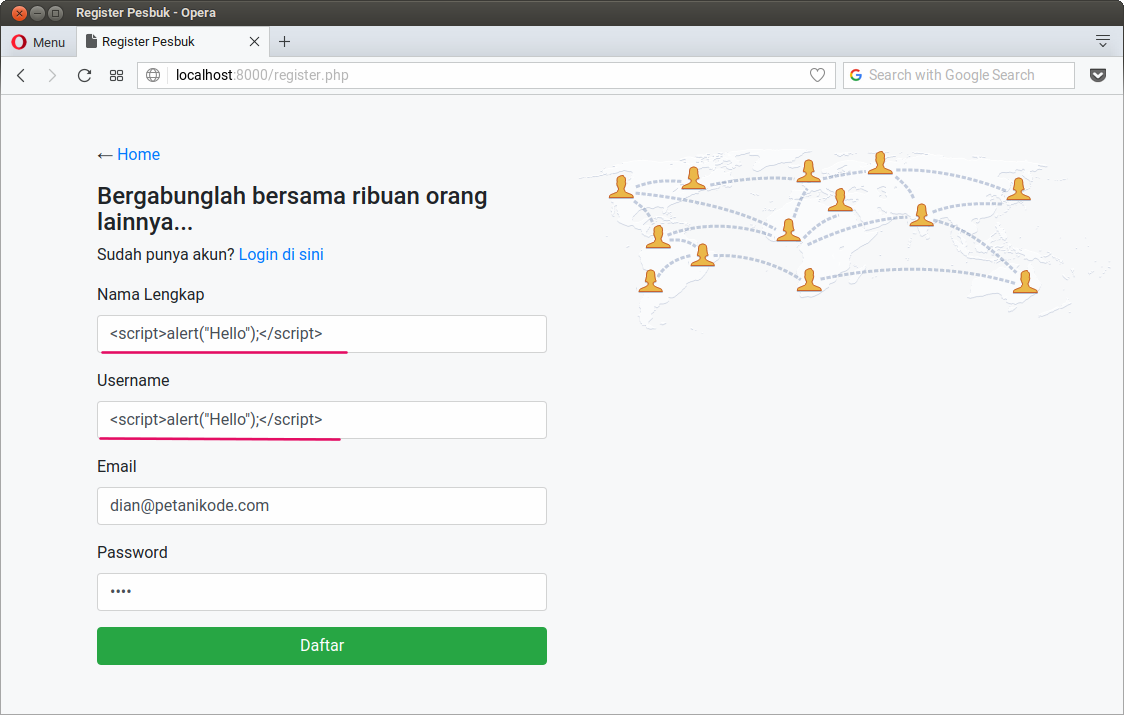 Register Pesbuk - Opera
Menu
Register Pesbuk
localhost:8000/register.php
Search with Google Search
← Home
Bergabunglah bersama ribuan orang
lainnya...
Sudah punya akun? Login di sini
Nama Lengkap
<script>alert("Hello");</script>
Username
<script>alert("Hello");</script>
Email
dian@petanikode.com
Password
••••
Daftar